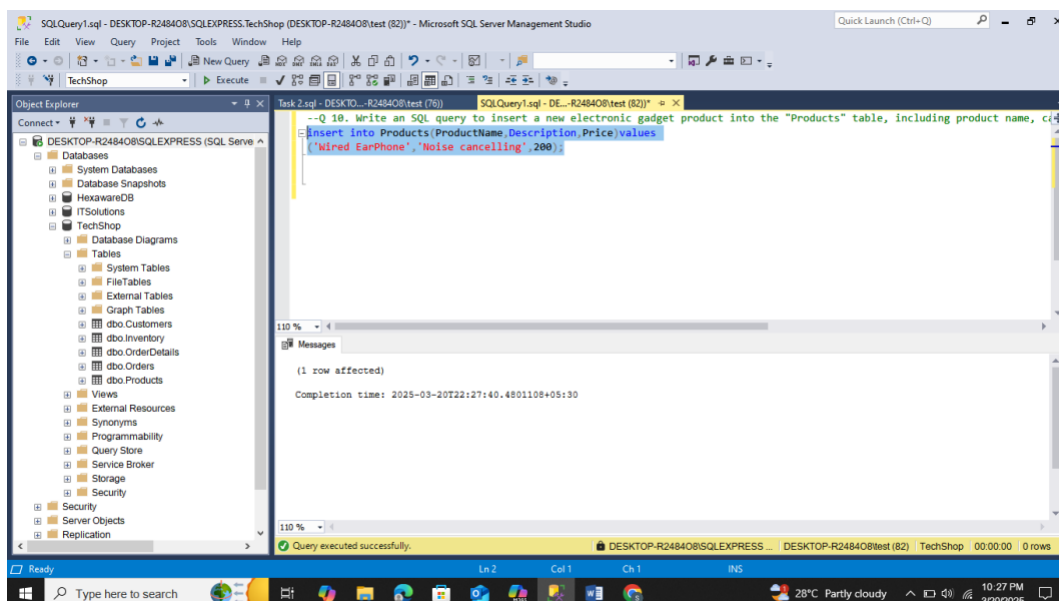 SQLQuery1.sql - DESKTOP-R2484O8\SQLEXPRESS.TechShop (DESKTOP-R2484O8\test (82))* - Microsoft SQL Server Management Studio
Quick Launch (Ctrl+Q)
File Edit View Query Project Tools Window Help
New Query
TechShop
Execute
Object Explorer
Task 2.sql - DESKTO...-R2484O8\test (76))
SQLQuery1.sql - DE...-R2484O8\test (82))*
Connect
--Q 10. Write an SQL query to insert a new electronic gadget product into the "Products" table, including product name, c
insert into Products(ProductName,Description,Price)values
('Wired EarPhone','Noise cancelling',200);
DESKTOP-R2484O8\SQLEXPRESS (SQL Serve
Databases
System Databases
Database Snapshots
HexawareDB
ITSolutions
TechShop
Database Diagrams
Tables
System Tables
FileTables
External Tables
Graph Tables
dbo.Customers
dbo.Inventory
dbo.OrderDetails
dbo.Orders
dbo.Products
Views
External Resources
Synonyms
Programmability
Query Store
Service Broker
Storage
Security
Security
Server Objects
Replication
110 %
Messages
(1 row affected)
Completion time: 2025-03-20T22:27:40.4801108+05:30
110 %
Query executed successfully.
DESKTOP-R2484O8\SQLEXPRESS ...
DESKTOP-R2484O8\test (82)
TechShop
00:00:00
0 rows
Ready
Ln 2
Col 1
Ch 1
INS
Type here to search
28°C Partly cloudy
10:27 PM
3/20/2025